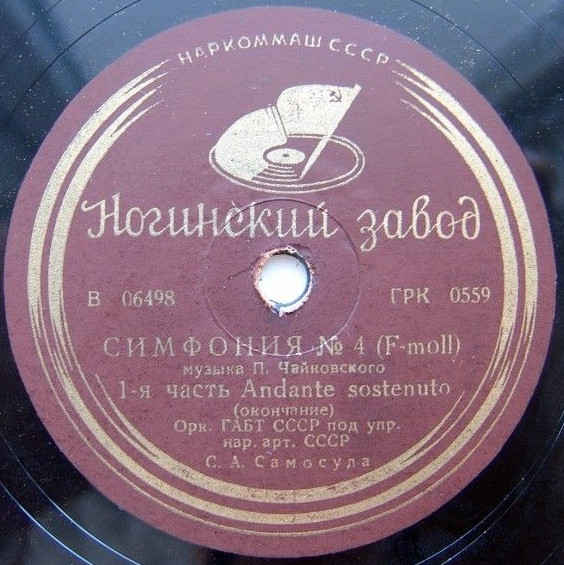 НАРКОММАШ СССР
Ногинский завод
В 06498 ГРК 0559
СИМФОНИЯ № 4 (F-moll)
музыка П. Чайковского
1-я часть Andante sostenuto
(окончание)
Орк. ГАБТ СССР под упр.
нар. арт. СССР
С. А. Самосуда